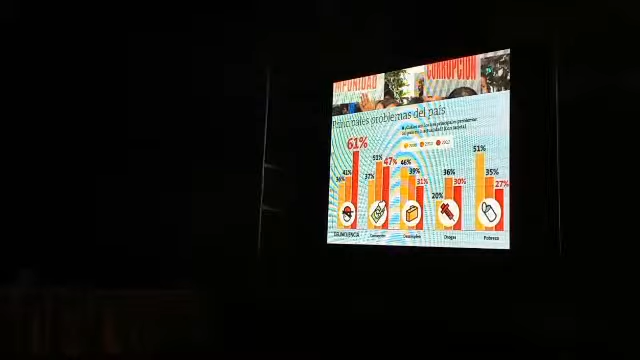 IMPUNIDAD
CORRUPCIÓN
Principales problemas del país
61%
36%
41%
37%
51%
47%
46%
39%
31%
20%
36%
30%
51%
35%
27%
DELINCUENCIA
Corrupción
Desempleo
Drogas
Pobreza